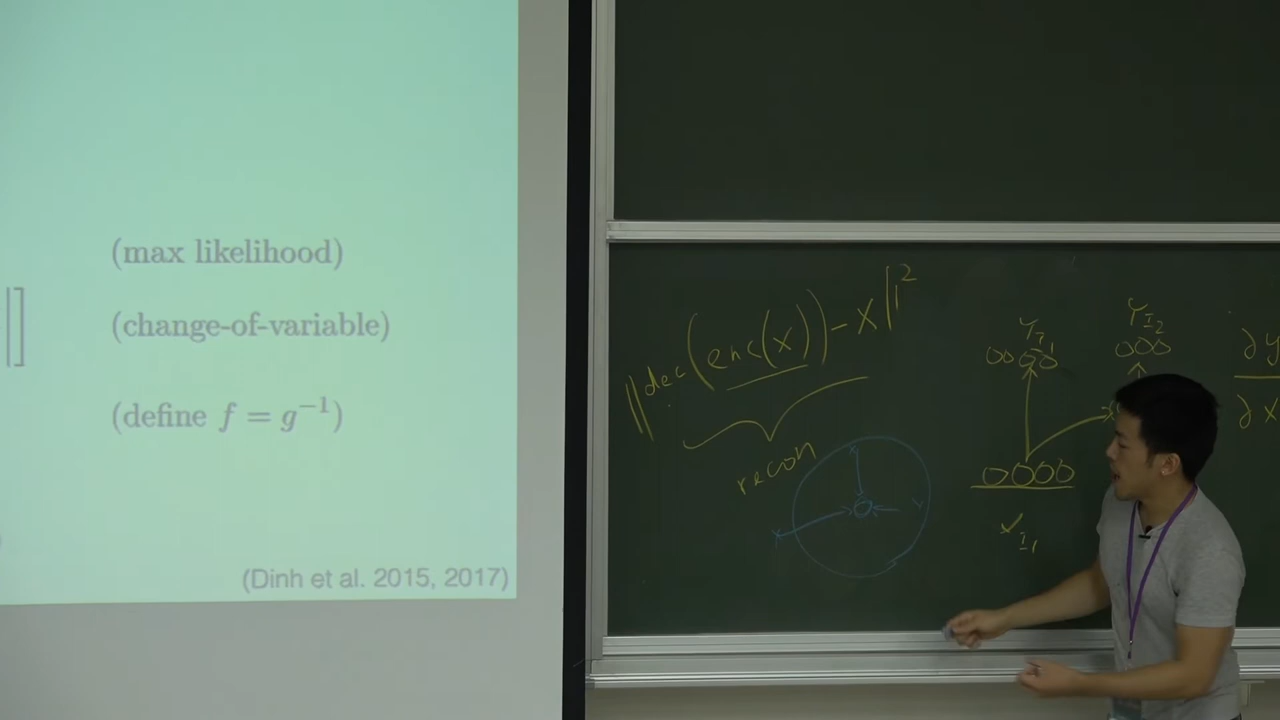 |]
(max likelihood)
(change-of-variable)
(define f = g⁻¹)
(Dinh et al. 2015, 2017)
||dec(enc(x)) - x||²
recon
Y_I₁
Y_I₂
∂y
∂x
x_I₁